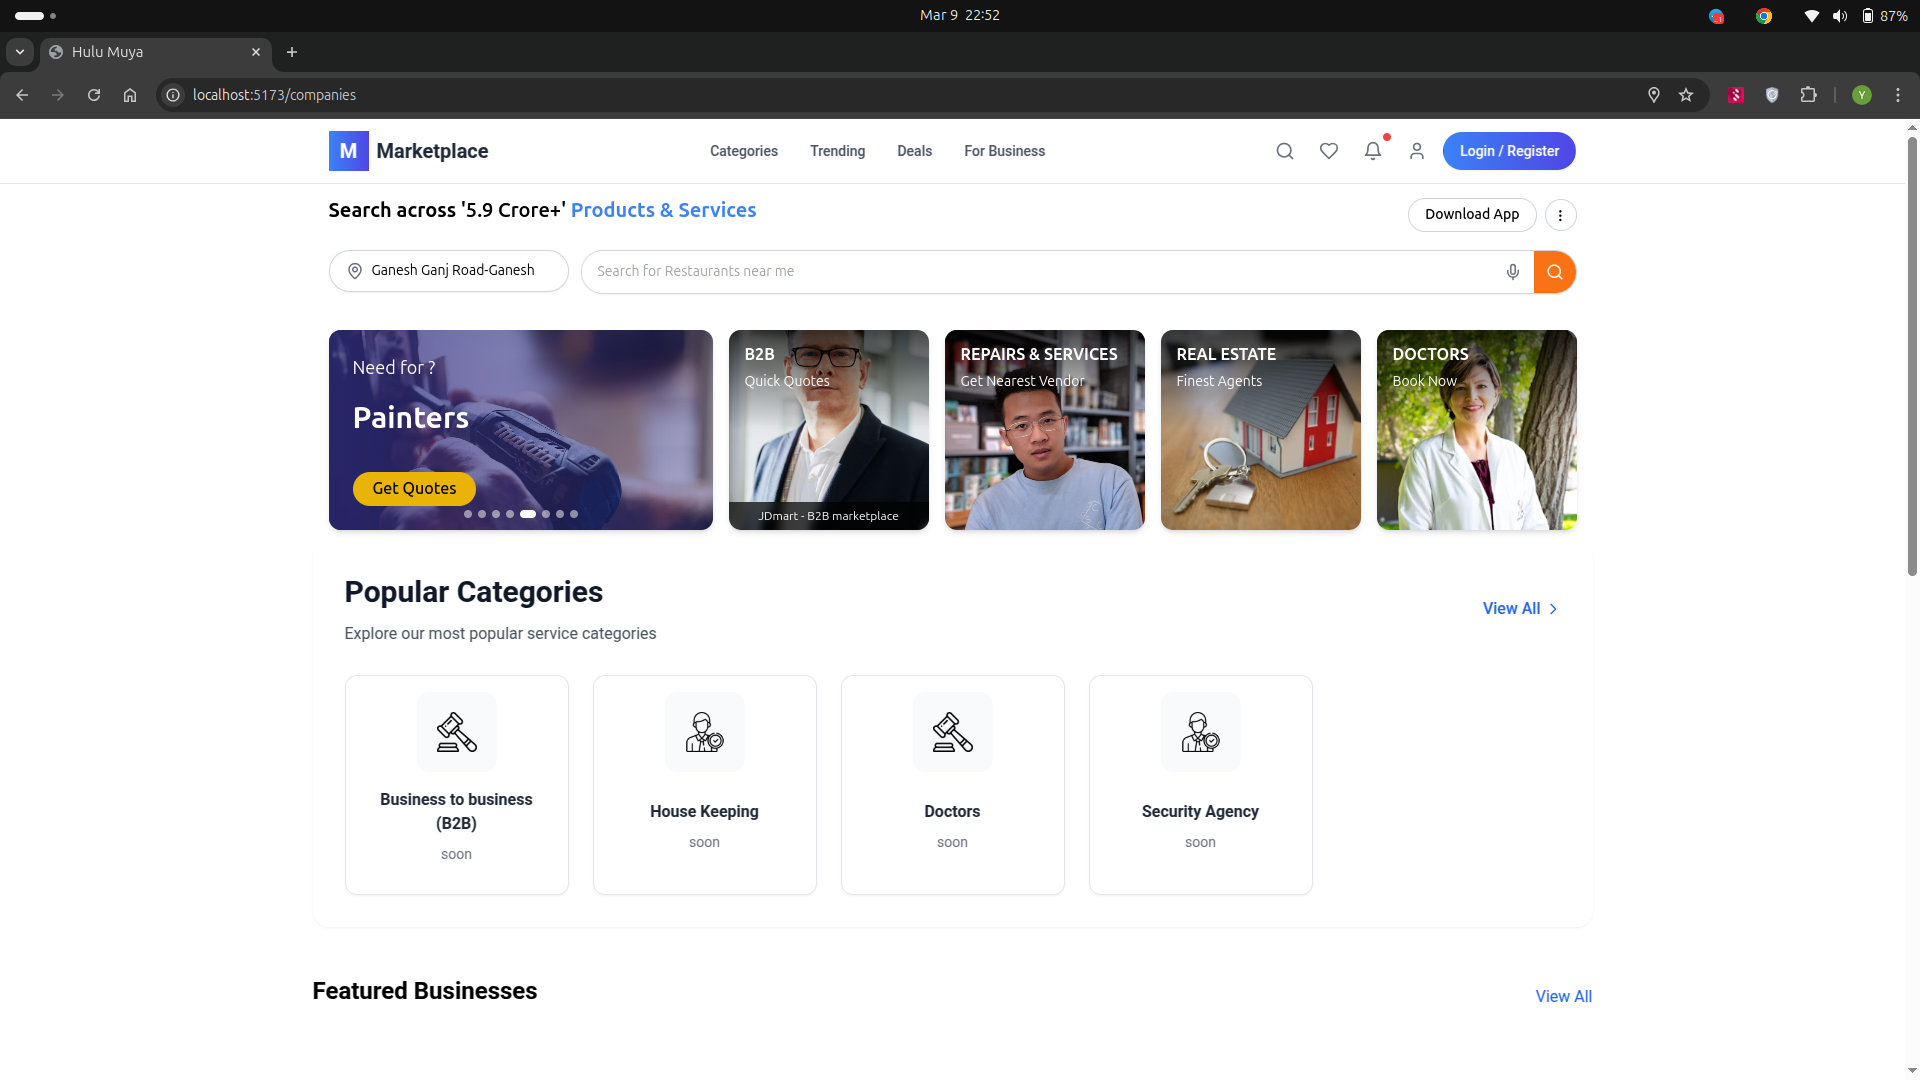 Mar 9 22:52
87%
Hulu Muya
localhost:5173/companies
Y
M Marketplace
Categories Trending Deals For Business
Login / Register
Search across '5.9 Crore+' Products & Services
Download App
Ganesh Ganj Road-Ganesh
Search for Restaurants near me
Need for ?
Painters
Get Quotes
B2B
Quick Quotes
JDmart - B2B marketplace
REPAIRS & SERVICES
Get Nearest Vendor
REAL ESTATE
Finest Agents
DOCTORS
Book Now
Popular Categories
Explore our most popular service categories
View All
Business to business
(B2B)
soon
House Keeping
soon
Doctors
soon
Security Agency
soon
Featured Businesses
View All